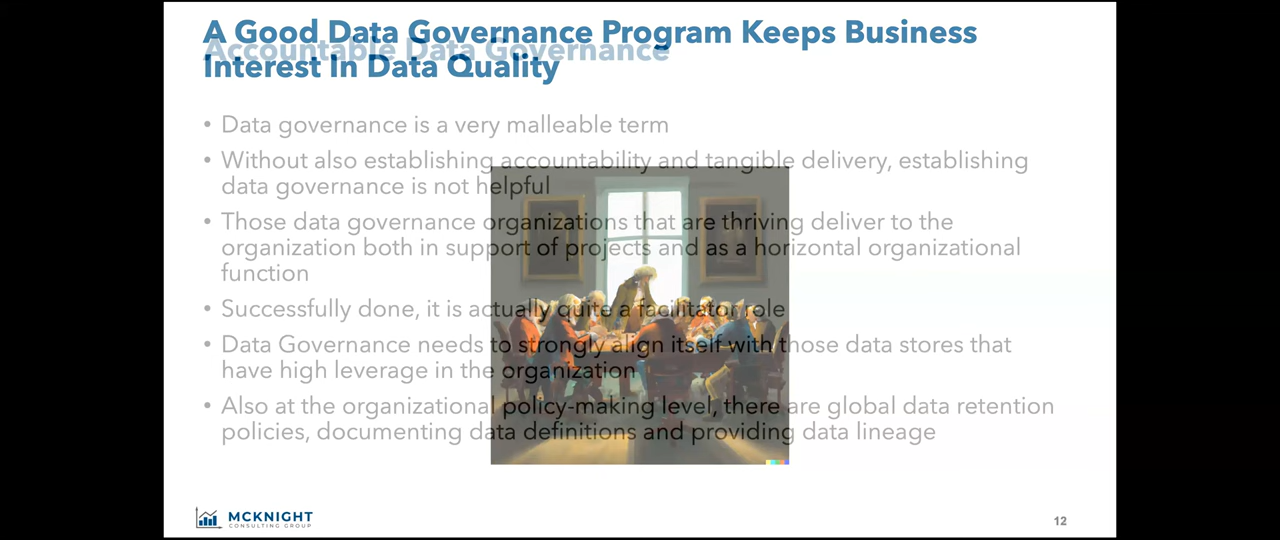 A Good Data Governance Program Keeps Business
Accountable Data Governance
Interest In Data Quality
• Data governance is a very malleable term
• Without also establishing accountability and tangible delivery, establishing
data governance is not helpful
• Those data governance organizations that are thriving deliver to the
organization both in support of projects and as a horizontal organizational
function
• Successfully done, it is actually quite a facilitator role
• Data Governance needs to strongly align itself with those data stores that
have high leverage in the organization
• Also at the organizational policy-making level, there are global data retention
policies, documenting data definitions and providing data lineage
MCKNIGHT
CONSULTING GROUP
12